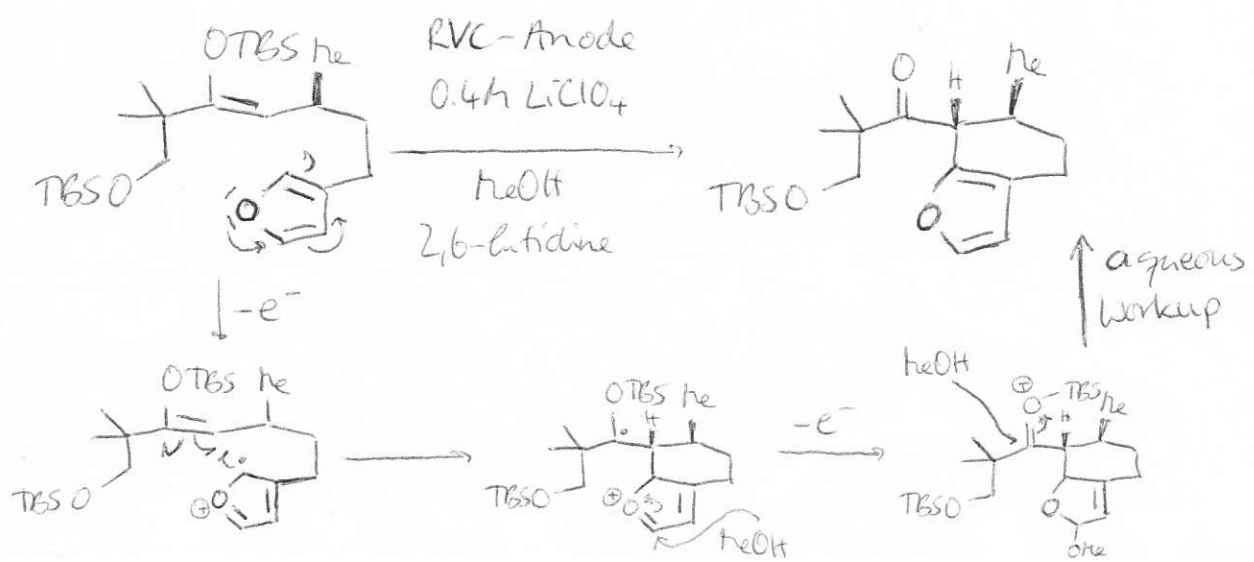 OTBS Me
RVC-Anode
0.4M LiClO4
MeOH
2,6-lutidine
TBSO
O
O H Me
TBSO
O
-e⁻
aqueous
workup
OTBS Me
TBSO
⊕O
OTBS
H Me
TBSO
⊕O
MeOH
-e⁻
MeOH
⊕
O-TBS
H Me
TBSO
O
OMe